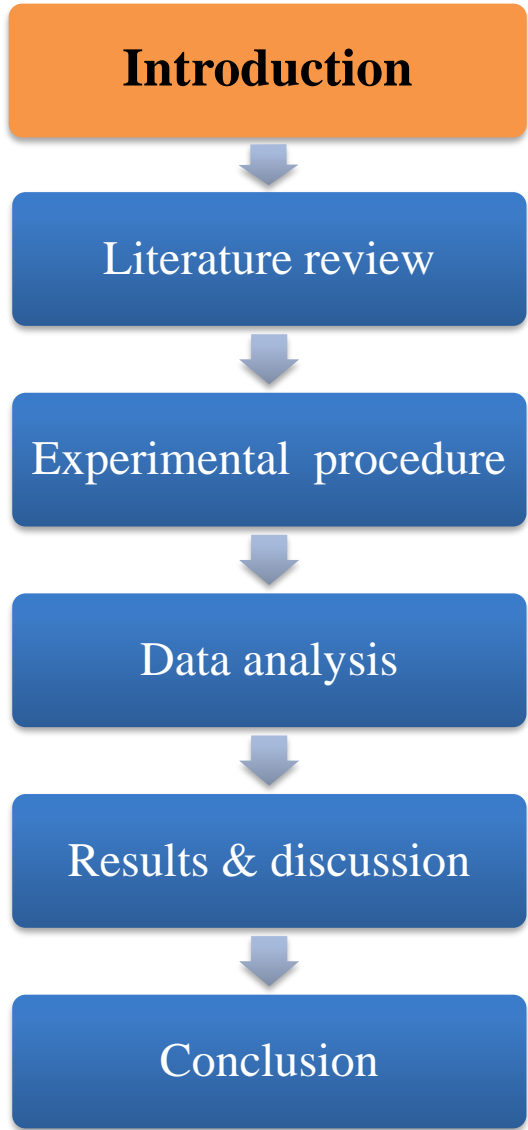 Introduction
Literature review
Experimental procedure
Data analysis
Results & discussion
Conclusion